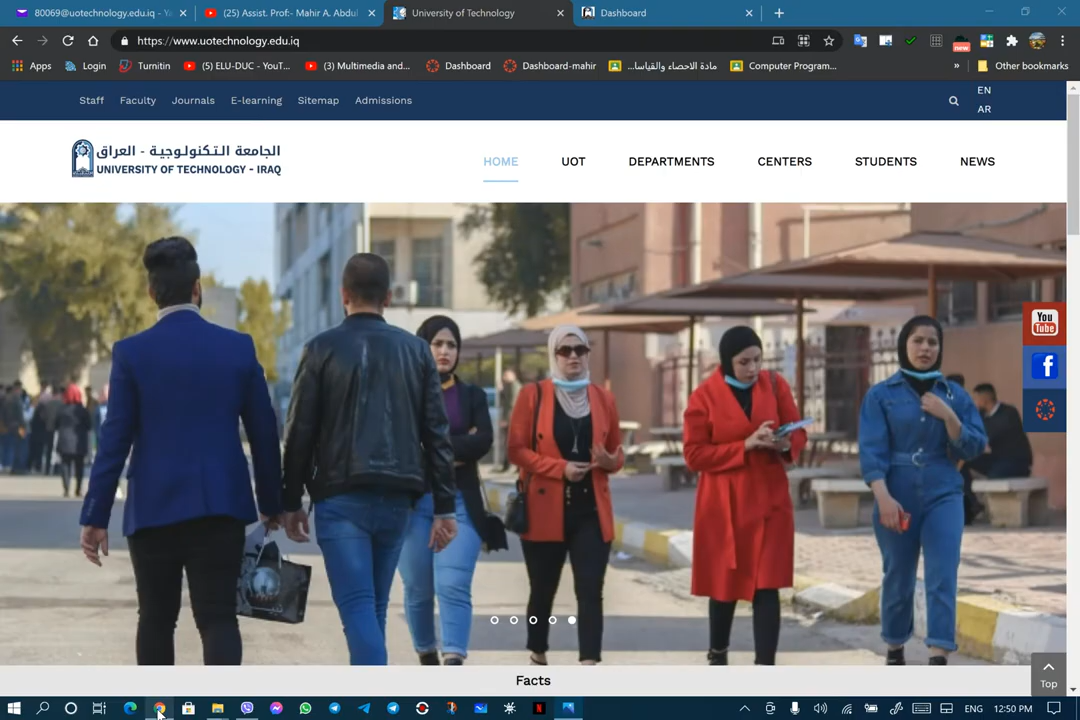 80069@uotechnology.edu.iq - Ya
(25) Assist. Prof:- Mahir A. Abdul
University of Technology
Dashboard
https://www.uotechnology.edu.iq
Apps
Login
Turnitin
(5) ELU-DUC - YouT...
(3) Multimedia and...
Dashboard
Dashboard-mahir
مادة الاحصاء والقياسا...
Computer Program...
»
Other bookmarks
new
Staff
Faculty
Journals
E-learning
Sitemap
Admissions
EN
AR
الجامعة التكنولوجية - العراق
UNIVERSITY OF TECHNOLOGY - IRAQ
HOME
UOT
DEPARTMENTS
CENTERS
STUDENTS
NEWS
You
Tube
f
Facts
Top
N
ENG
12:50 PM